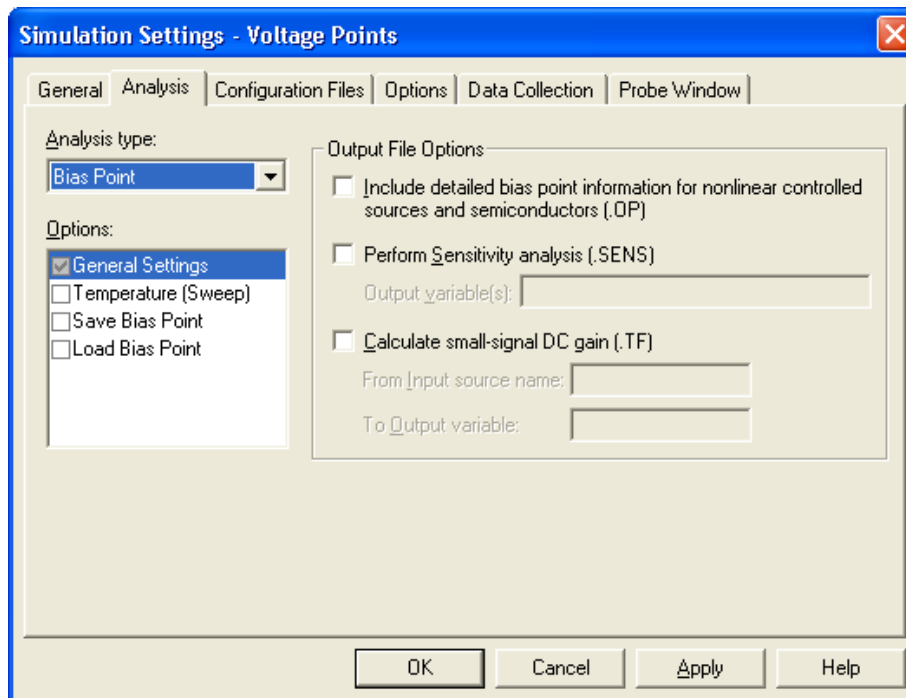 Simulation Settings - Voltage Points
General Analysis Configuration Files Options Data Collection Probe Window
Analysis type:
Bias Point
Options:
General Settings
Temperature (Sweep)
Save Bias Point
Load Bias Point
Output File Options
Include detailed bias point information for nonlinear controlled
sources and semiconductors (.OP)
Perform Sensitivity analysis (.SENS)
Output variable(s):
Calculate small-signal DC gain (.TF)
From Input source name:
To Output variable:
OK Cancel Apply Help